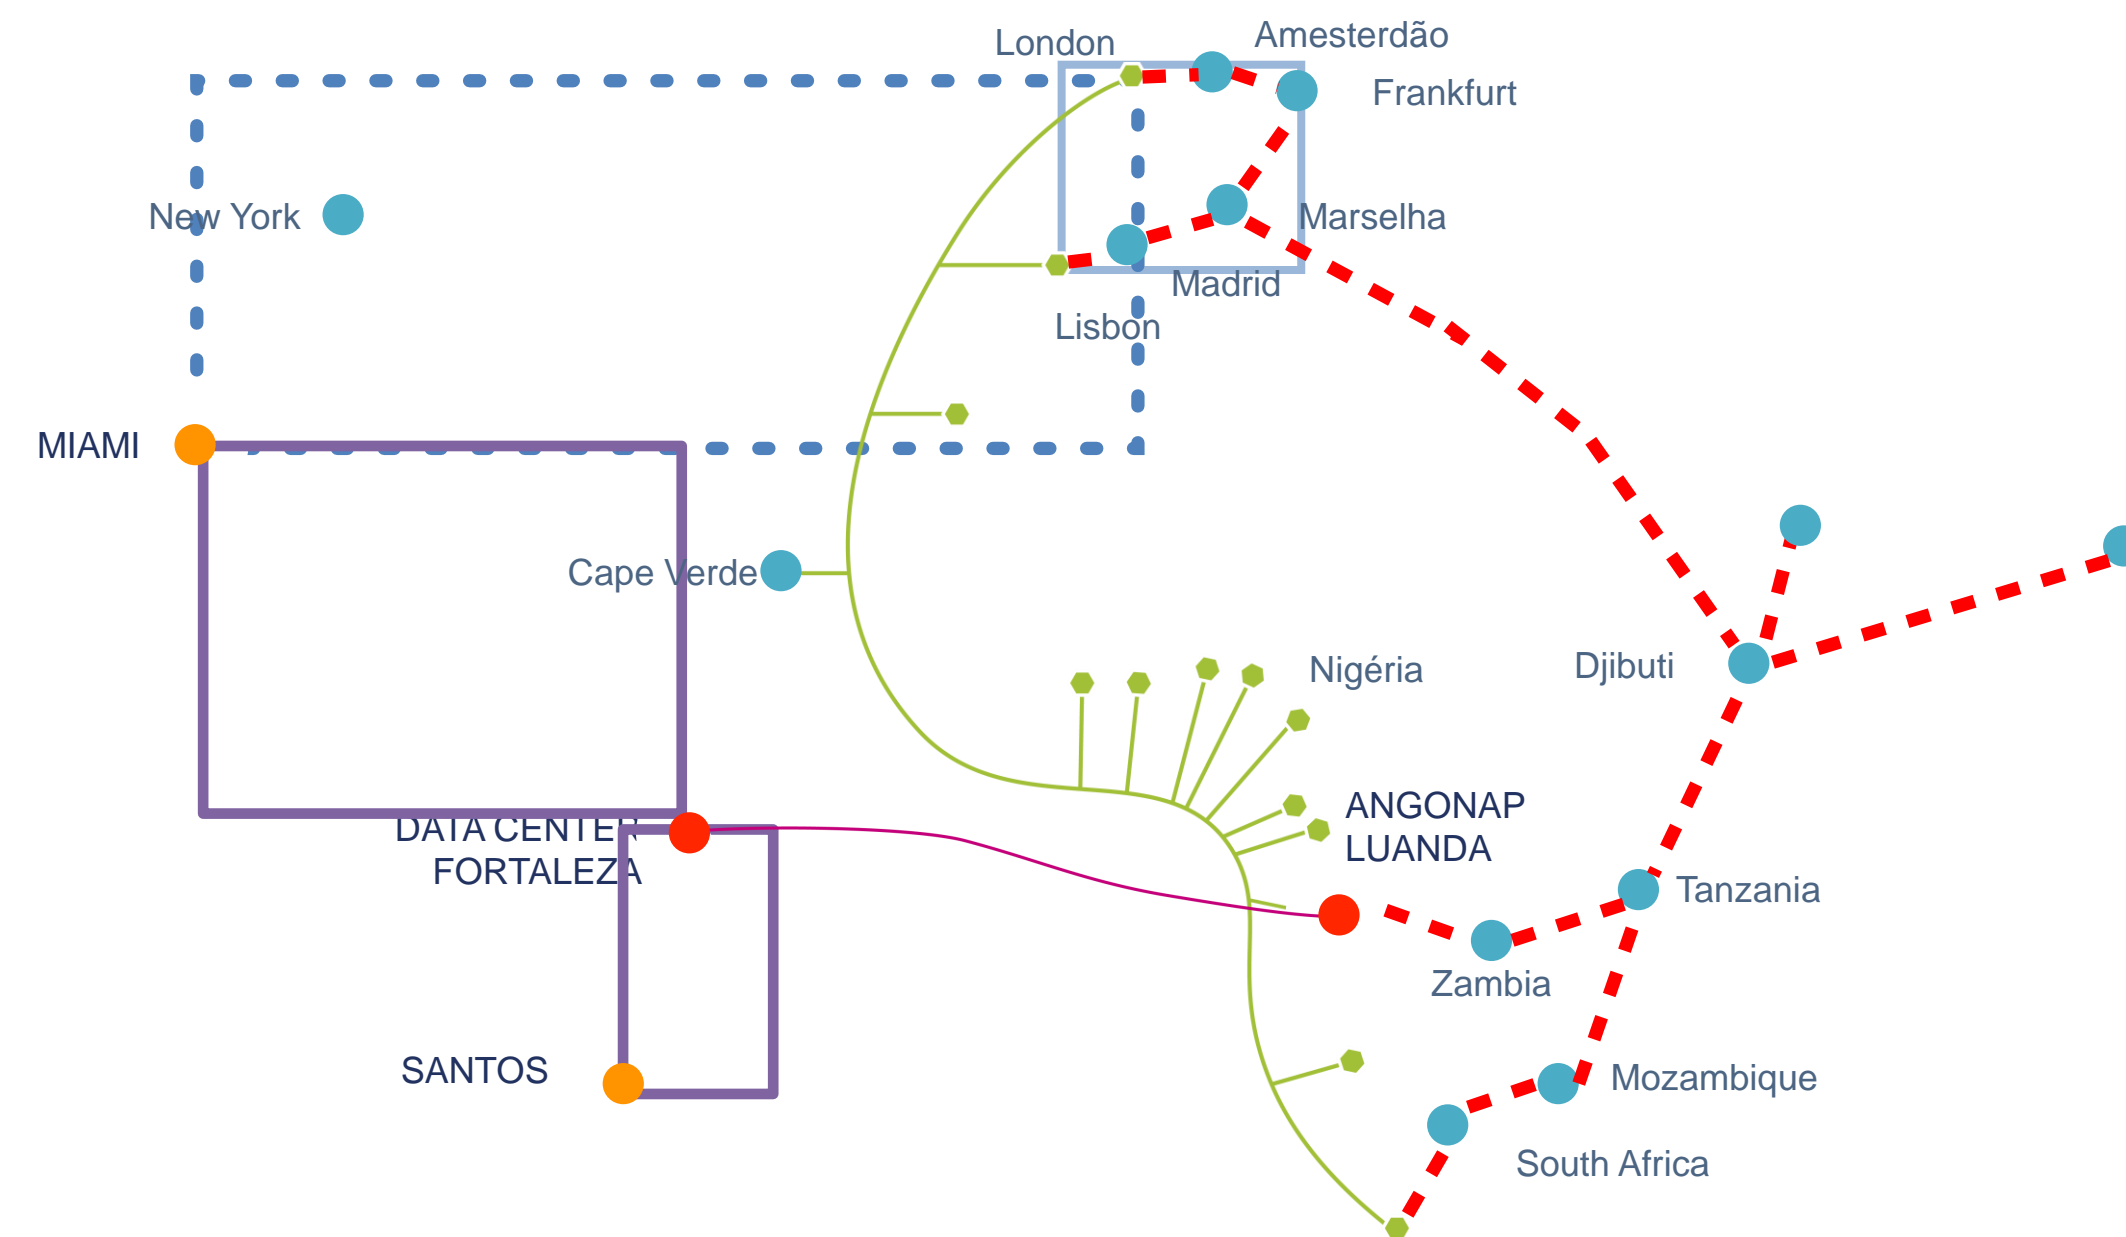 London
Amesterdão
Frankfurt
New York
Marselha
Madrid
Lisbon
MIAMI
Cape Verde
Nigéria
Djibuti
ANGONAP
LUANDA
DATA CENTER
FORTALEZA
Tanzania
Zambia
SANTOS
Mozambique
South Africa